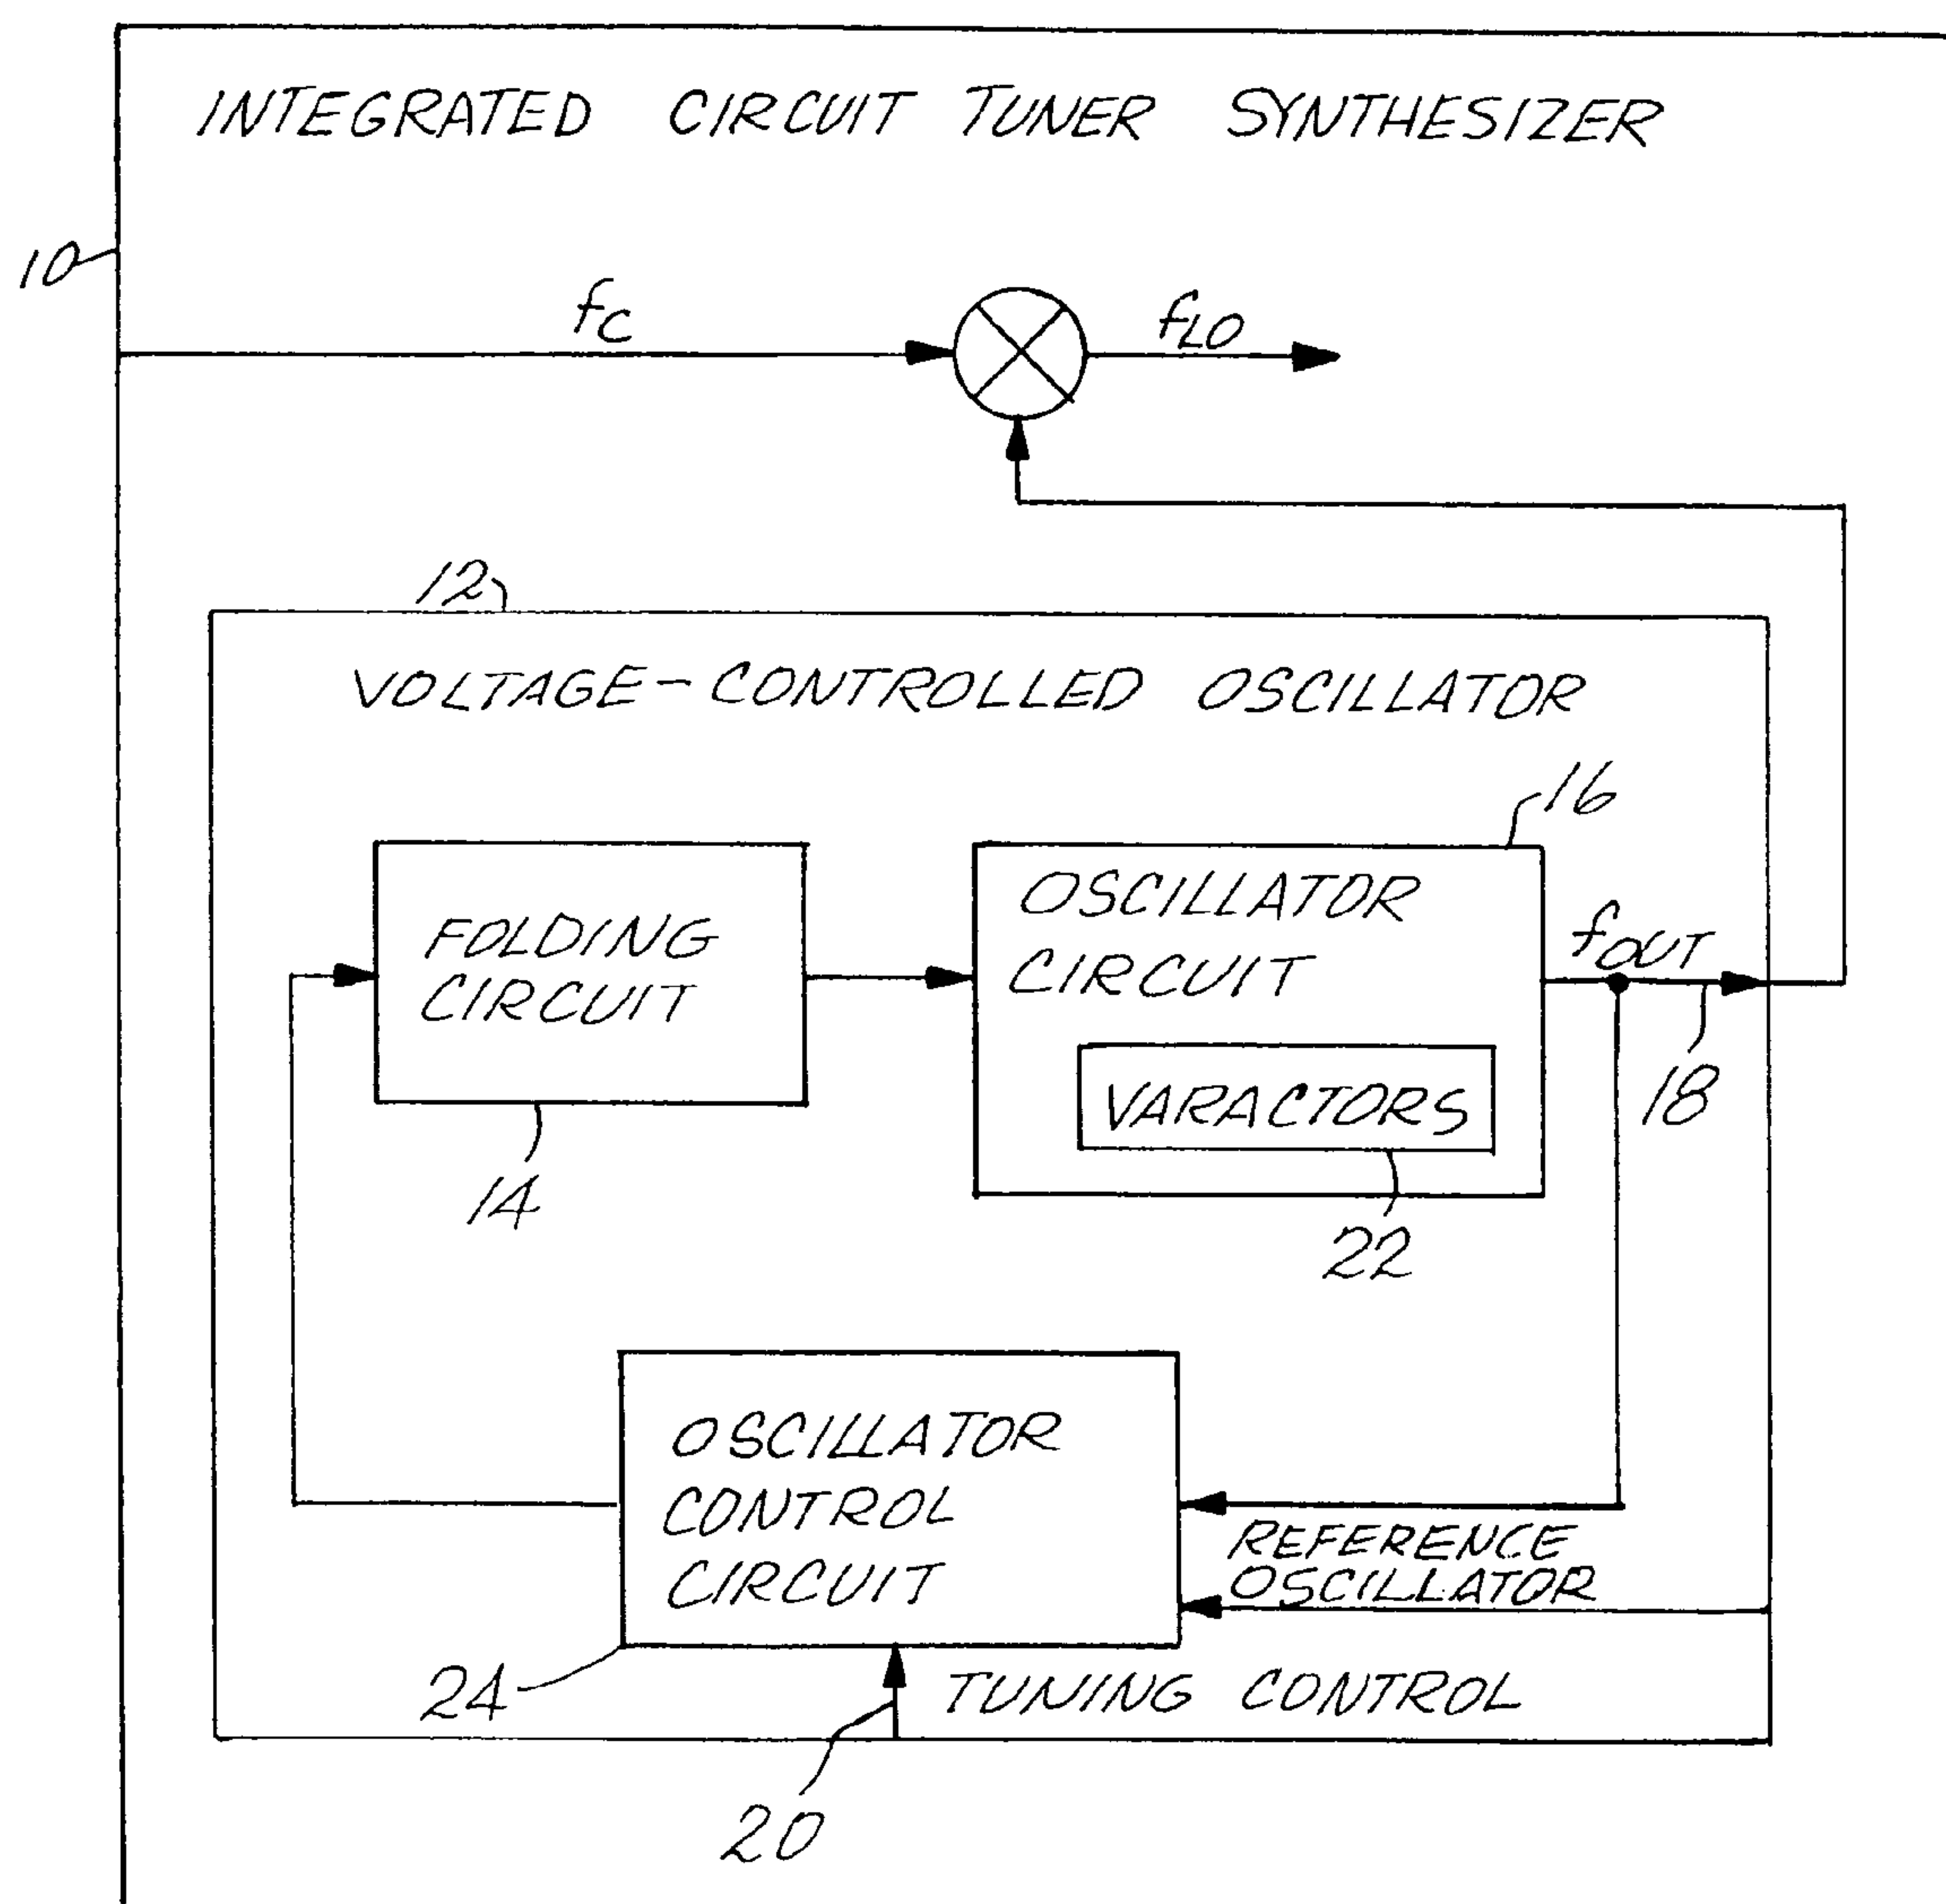 INTEGRATED CIRCUIT TUNER SYNTHESIZER
10
fC
fLO
12
VOLTAGE-CONTROLLED OSCILLATOR
16
FOLDING
CIRCUIT
OSCILLATOR
CIRCUIT
fOUT
VARACTORS
18
14
22
OSCILLATOR
CONTROL
CIRCUIT
REFERENCE
OSCILLATOR
24
TUNING CONTROL
20